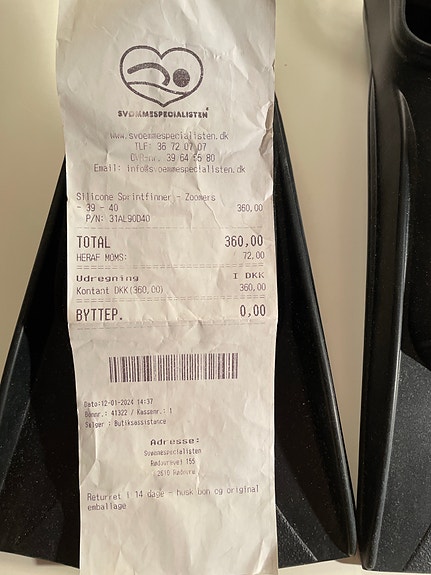 SVØMMESPECIALISTEN
www.svoemmespecialisten.dk
TLF: 36 72 07 07
CVR-nr. 39 64 55 80
Email: info@svoemmespecialisten.dk
Silicone Sprintfinner - Zoomers
- 39 - 40 360,00
P/N: 31AL90D40
TOTAL 360,00
HERAF MOMS: 72,00
Udregning I DKK
Kontant DKK(360,00) 360,00
BYTTEP. 0,00
Dato:12-01-2024 14:37
Bonnr.: 41322 / Kassenr.: 1
Sælger : Butiksassistance
Adresse:
Svømmespecialisten
Rødovrevej 155
2610 Rødovre
Returret i 14 dage - husk bon og original
emballage